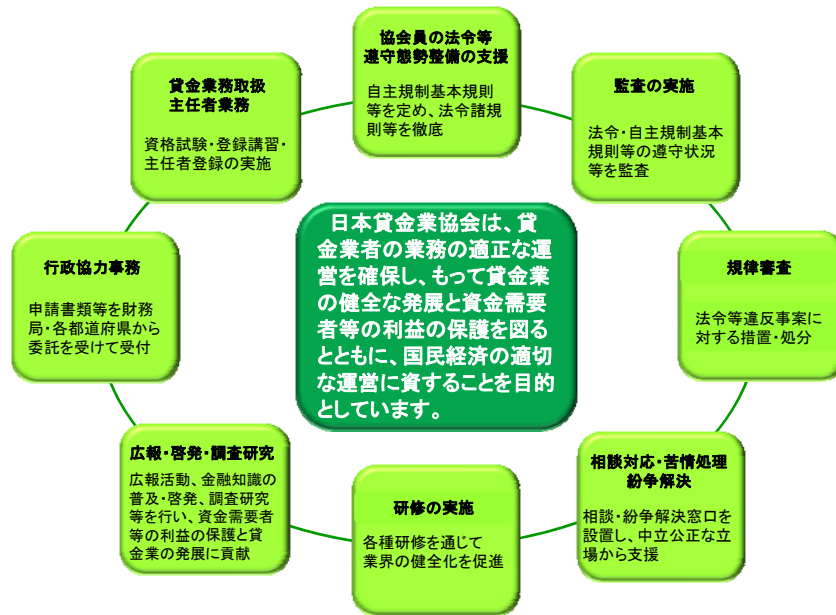 協会員の法令等
遵守態勢整備の支援
自主規制基本規則
等を定め、法令諸規
則等を徹底
監査の実施
法令・自主規制基本
規則等の遵守状況
等を監査
規律審査
法令等違反事案に
対する措置・処分
相談対応・苦情処理
紛争解決
相談・紛争解決窓口を
設置し、中立公正な立
場から支援
研修の実施
各種研修を通じて
業界の健全化を促進
広報・啓発・調査研究
広報活動、金融知識の
普及・啓発、調査研究
等を行い、資金需要者
等の利益の保護と貸
金業の発展に貢献
行政協力事務
申請書類等を財務
局・各都道府県から
委託を受けて受付
貸金業務取扱
主任者業務
資格試験・登録講習・
主任者登録の実施
日本貸金業協会は、貸
金業者の業務の適正な運
営を確保し、もって貸金業
の健全な発展と資金需要
者等の利益の保護を図る
とともに、国民経済の適切
な運営に資することを目的
としています。